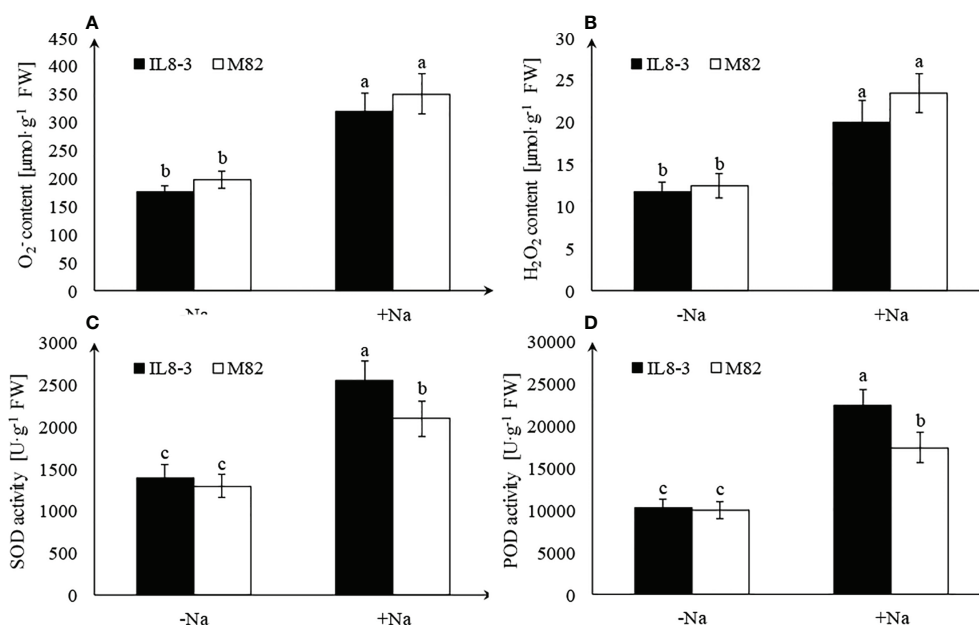 A
O₂⁻ content [μmol·g⁻¹ FW]
450
400
350
300
250
200
150
100
50
0
IL8-3 M82
b b a a
-Na +Na
B
H₂O₂ content [μmol·g⁻¹ FW]
30
25
20
15
10
5
0
IL8-3 M82
b b a a
-Na +Na
C
SOD activity [U·g⁻¹ FW]
3000
2500
2000
1500
1000
500
0
IL8-3 M82
c c a b
-Na +Na
D
POD activity [U·g⁻¹ FW]
30000
25000
20000
15000
10000
5000
0
IL8-3 M82
c c a b
-Na +Na